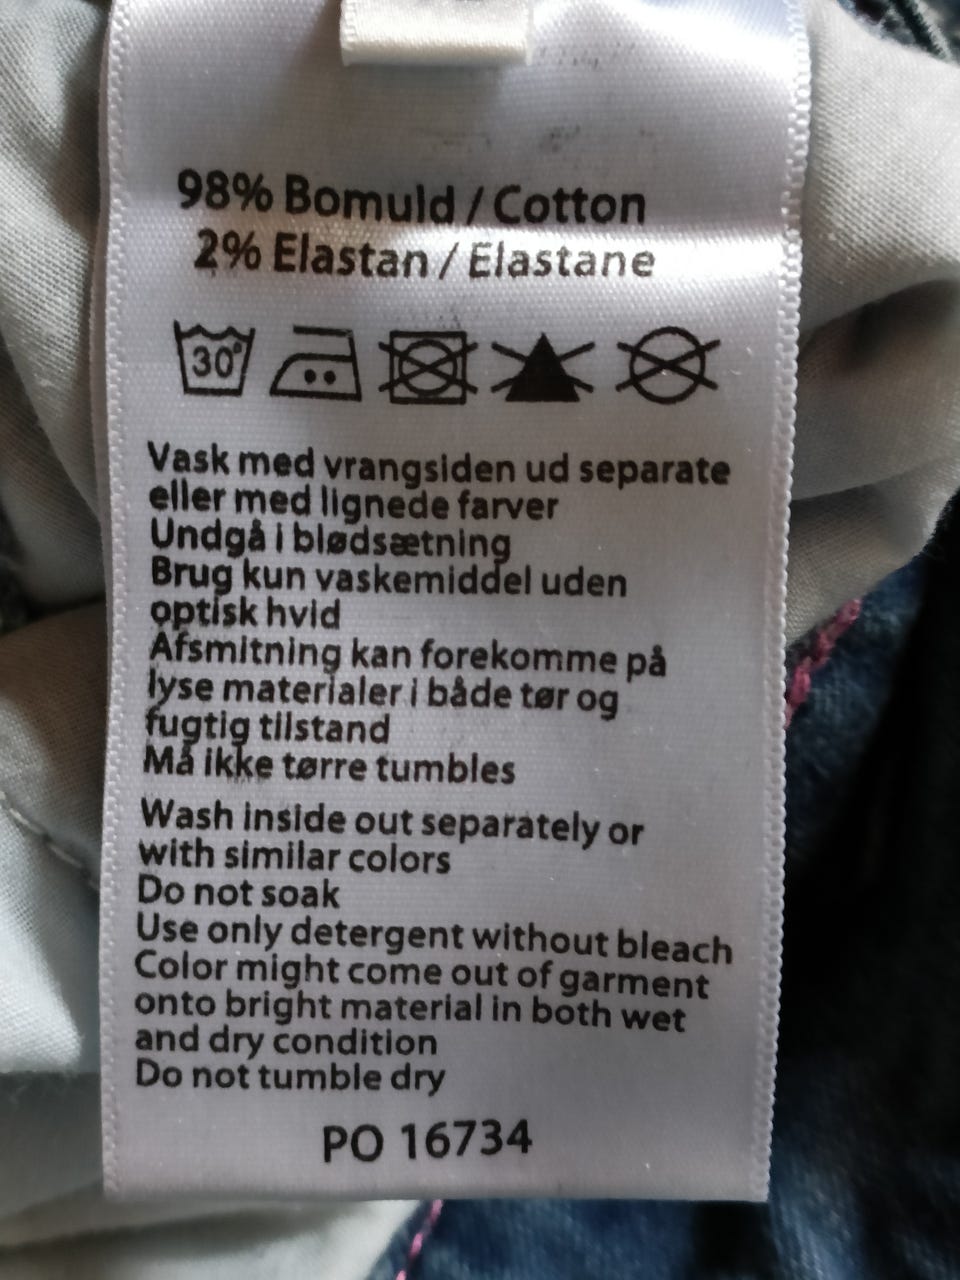 98% Bomuld / Cotton
2% Elastan / Elastane
30°
Vask med vrangsiden ud separate
eller med lignede farver
Undgå i blødsætning
Brug kun vaskemiddel uden
optisk hvid
Afsmitning kan forekomme på
lyse materialer i både tør og
fugtig tilstand
Må ikke tørre tumbles
Wash inside out separately or
with similar colors
Do not soak
Use only detergent without bleach
Color might come out of garment
onto bright material in both wet
and dry condition
Do not tumble dry
PO 16734